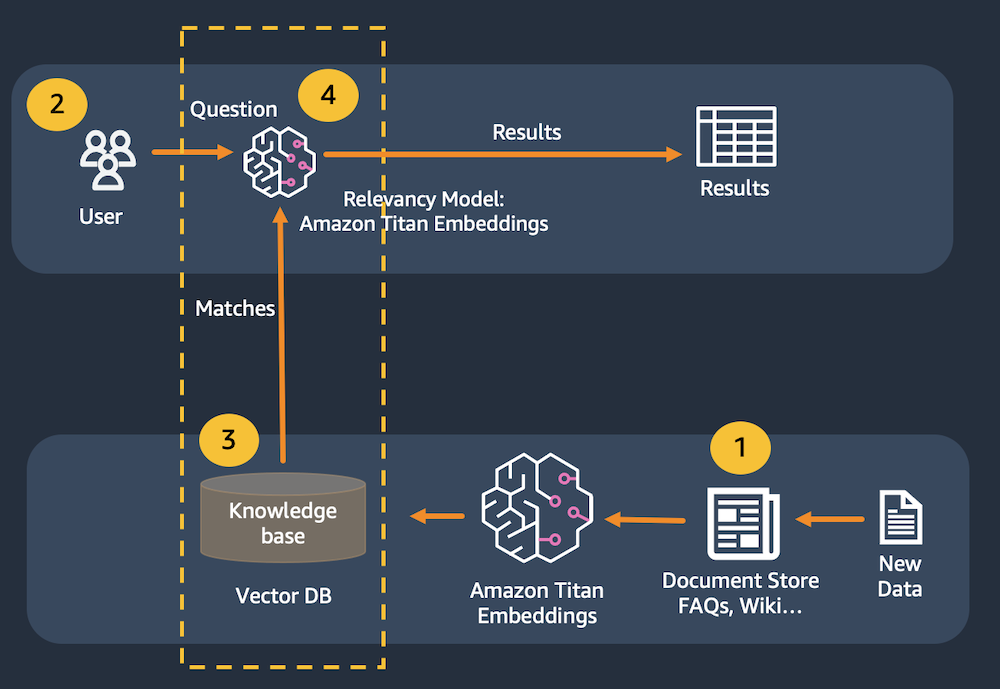 2
Question
4
User
Results
Results
Relevancy Model:
Amazon Titan Embeddings
Matches
3
Knowledge
base
Vector DB
Amazon Titan
Embeddings
1
Document Store
FAQs, Wiki...
New
Data